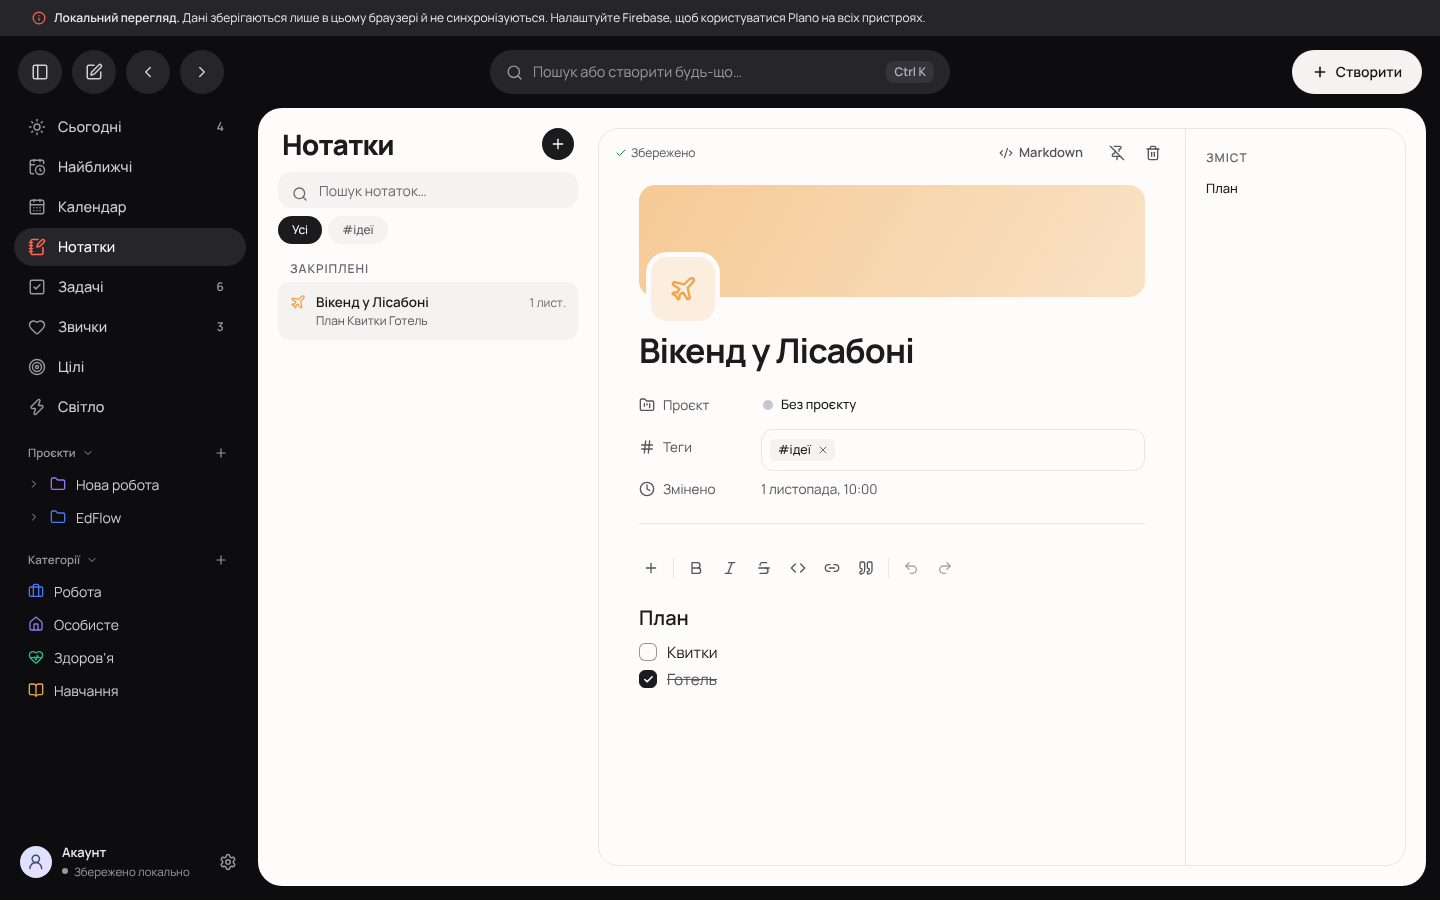 Локальний перегляд. Дані зберігаються лише в цьому браузері й не синхронізуються. Налаштуйте Firebase, щоб користуватися Plano на всіх пристроях.
Пошук або створити будь-що...
Ctrl K
Створити
Сьогодні 4
Найближчі
Календар
Нотатки
Задачі 6
Звички 3
Цілі
Світло
Проєкти
Нова робота
EdFlow
Категорії
Робота
Особисте
Здоров'я
Навчання
Акаунт
Збережено локально
Нотатки
Пошук нотаток...
Усі #ідеї
ЗАКРІПЛЕНІ
Вікенд у Лісабоні 1 лист.
План Квитки Готель
Збережено
Markdown
Вікенд у Лісабоні
Проєкт Без проєкту
Теги #ідеї
Змінено 1 листопада, 10:00
План
Квитки
Готель
ЗМІСТ
План